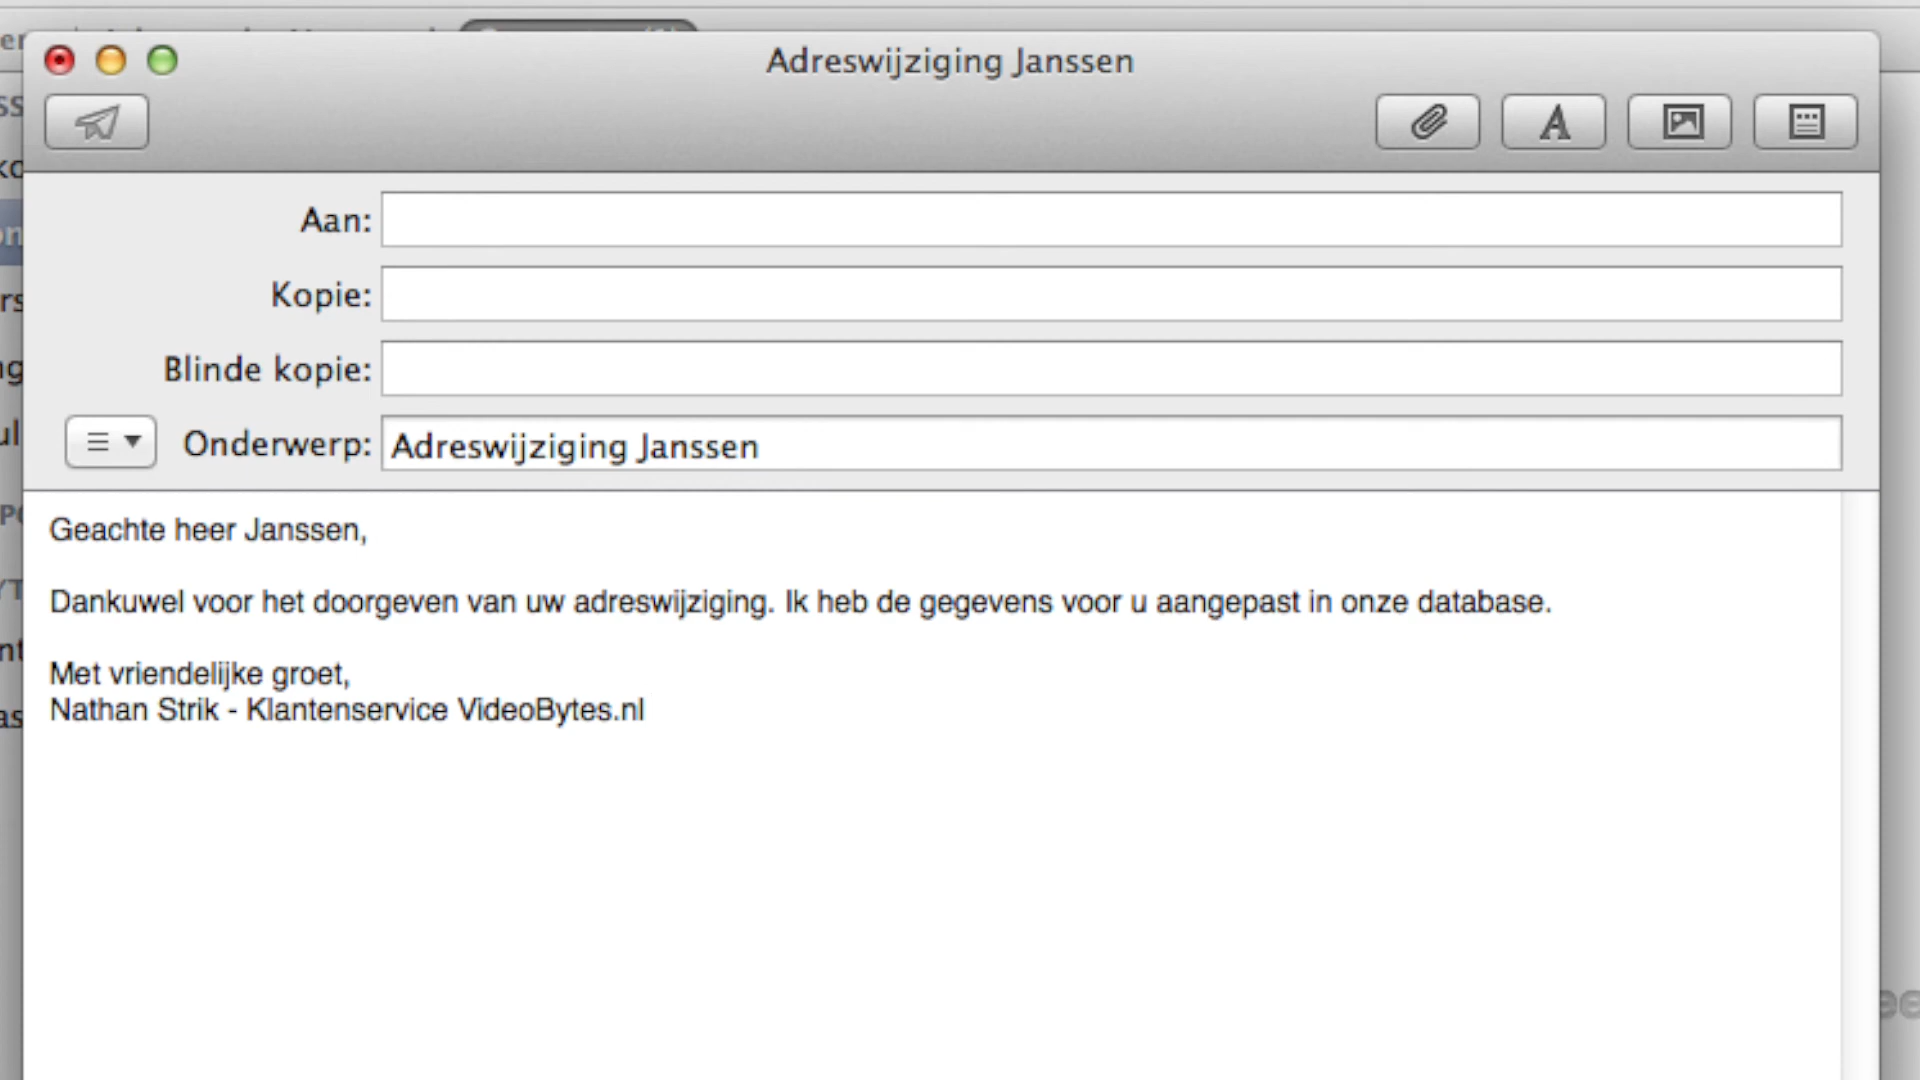 Adreswijziging Janssen
Aan:
Kopie:
Blinde kopie:
Onderwerp: Adreswijziging Janssen
Geachte heer Janssen,
Dankuwel voor het doorgeven van uw adreswijziging. Ik heb de gegevens voor u aangepast in onze database.
Met vriendelijke groet,
Nathan Strik - Klantenservice VideoBytes.nl